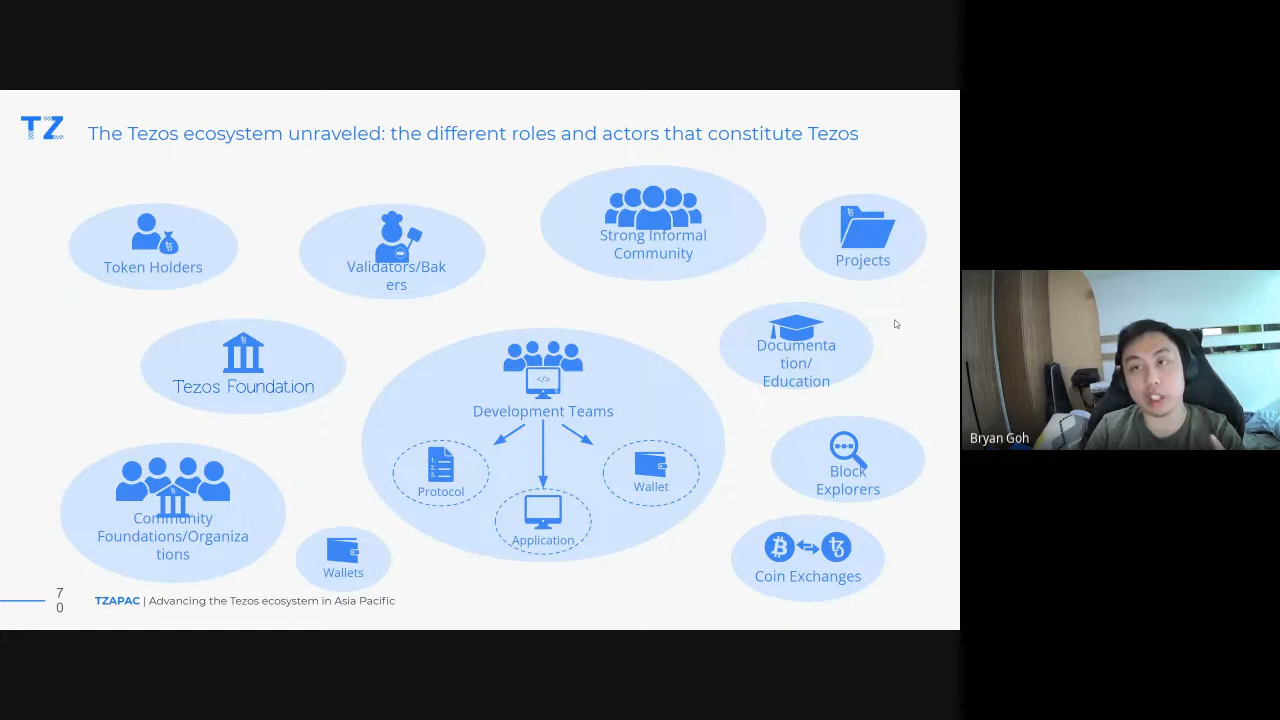 TZ
The Tezos ecosystem unraveled: the different roles and actors that constitute Tezos
Token Holders
Validators/Bak
ers
Strong Informal
Community
Projects
Tezos Foundation
Documenta
tion/
Education
</>
Development Teams
Protocol
Application
Wallet
Block
Explorers
Community
Foundations/Organiza
tions
Wallets
Coin Exchanges
7
0
TZAPAC | Advancing the Tezos ecosystem in Asia Pacific
Bryan Goh